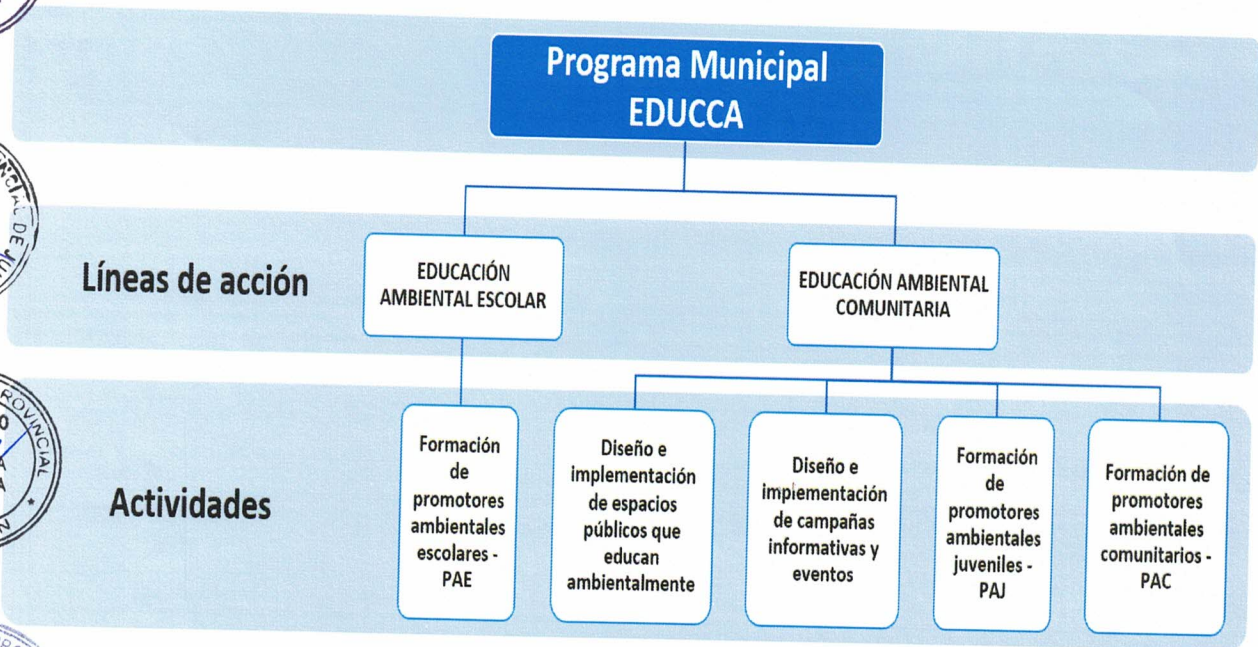 Programa Municipal
EDUCCA
Líneas de acción
EDUCACIÓN
AMBIENTAL ESCOLAR
EDUCACIÓN AMBIENTAL
COMUNITARIA
Actividades
Formación
de
promotores
ambientales
escolares -
PAE
Diseño e
implementación
de espacios
públicos que
educan
ambientalmente
Diseño e
implementación
de campañas
informativas y
eventos
Formación
de
promotores
ambientales
juveniles -
PAJ
Formación de
promotores
ambientales
comunitarios -
PAC
PROVINCIAL